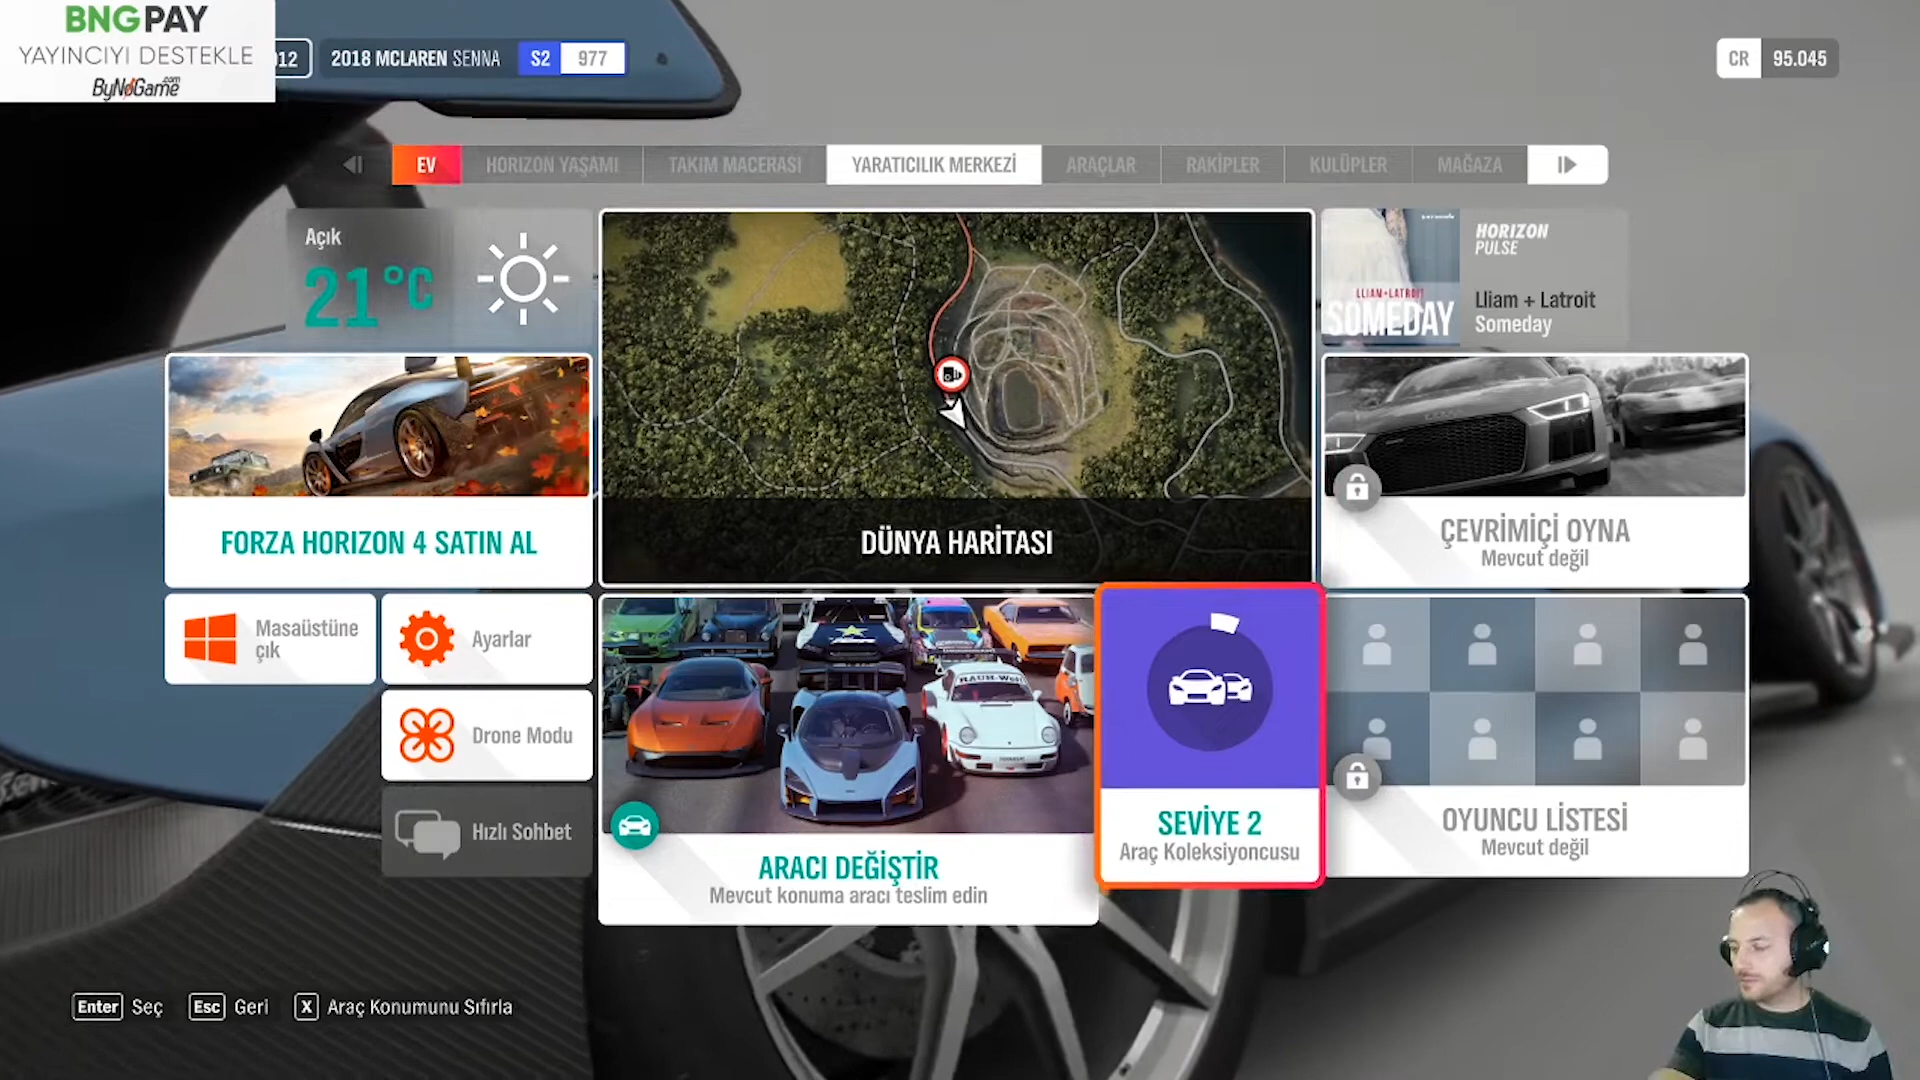 BNGPAY
YAYINCIYI DESTEKLE
ByNoGame.com
012
2018 MCLAREN SENNA
S2
977
CR
95.045
EV
HORIZON YAŞAMI
TAKIM MACERASI
YARATICILIK MERKEZİ
ARAÇLAR
RAKİPLER
KULÜPLER
MAĞAZA
Açık
21°C
HORIZON
PULSE
LLIAM+LATROIT
SOMEDAY
Lliam + Latroit
Someday
FORZA HORIZON 4 SATIN AL
DÜNYA HARİTASI
ÇEVRİMİÇİ OYNA
Mevcut değil
Masaüstüne
çık
Ayarlar
Drone Modu
Hızlı Sohbet
ARACI DEĞİŞTİR
Mevcut konuma aracı teslim edin
SEVİYE 2
Araç Koleksiyoncusu
OYUNCU LİSTESİ
Mevcut değil
Enter Seç
Esc Geri
X Araç Konumunu Sıfırla